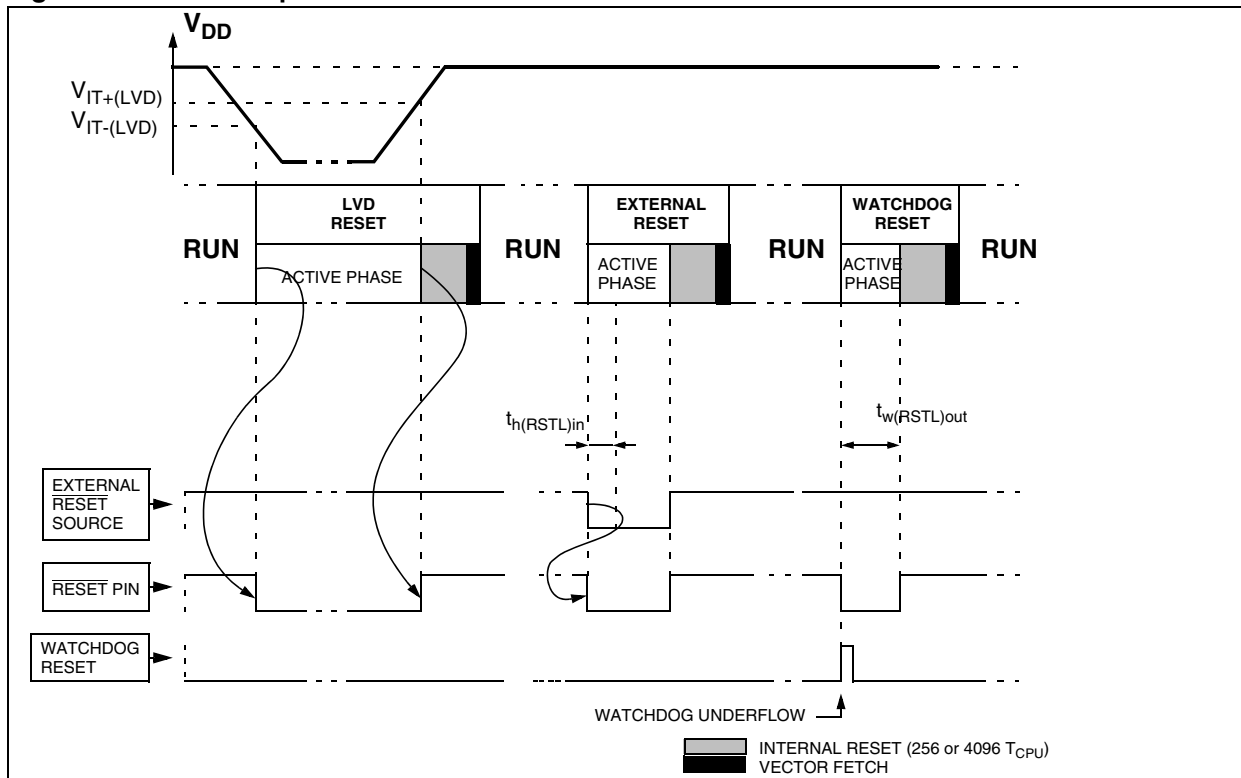 V_DD
V_IT+(LVD)
V_IT-(LVD)
LVD
RESET
EXTERNAL
RESET
WATCHDOG
RESET
RUN
RUN
RUN
RUN
ACTIVE PHASE
ACTIVE
PHASE
ACTIVE
PHASE
t_h(RSTL)in
t_w(RSTL)out
EXTERNAL
RESET
SOURCE
RESET PIN
WATCHDOG
RESET
WATCHDOG UNDERFLOW
INTERNAL RESET (256 or 4096 T_CPU)
VECTOR FETCH